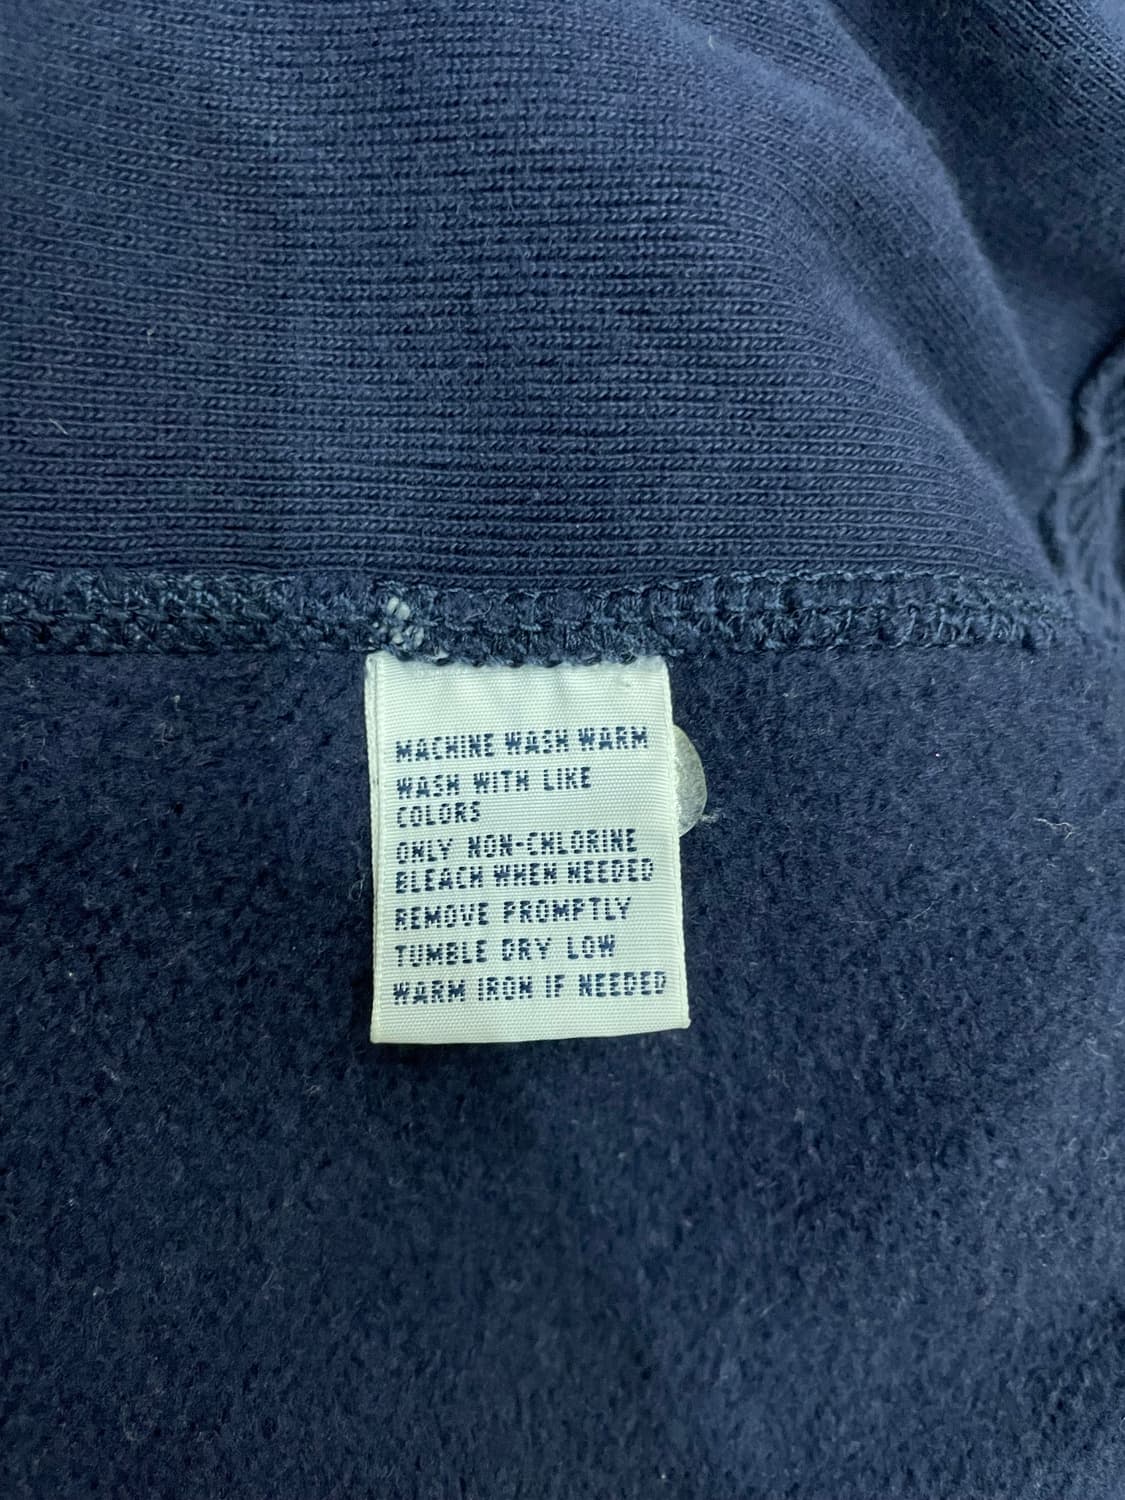 MACHINE WASH WARM
WASH WITH LIKE
COLORS
ONLY NON-CHLORINE
BLEACH WHEN NEEDED
REMOVE PROMPTLY
TUMBLE DRY LOW
WARM IRON IF NEEDED